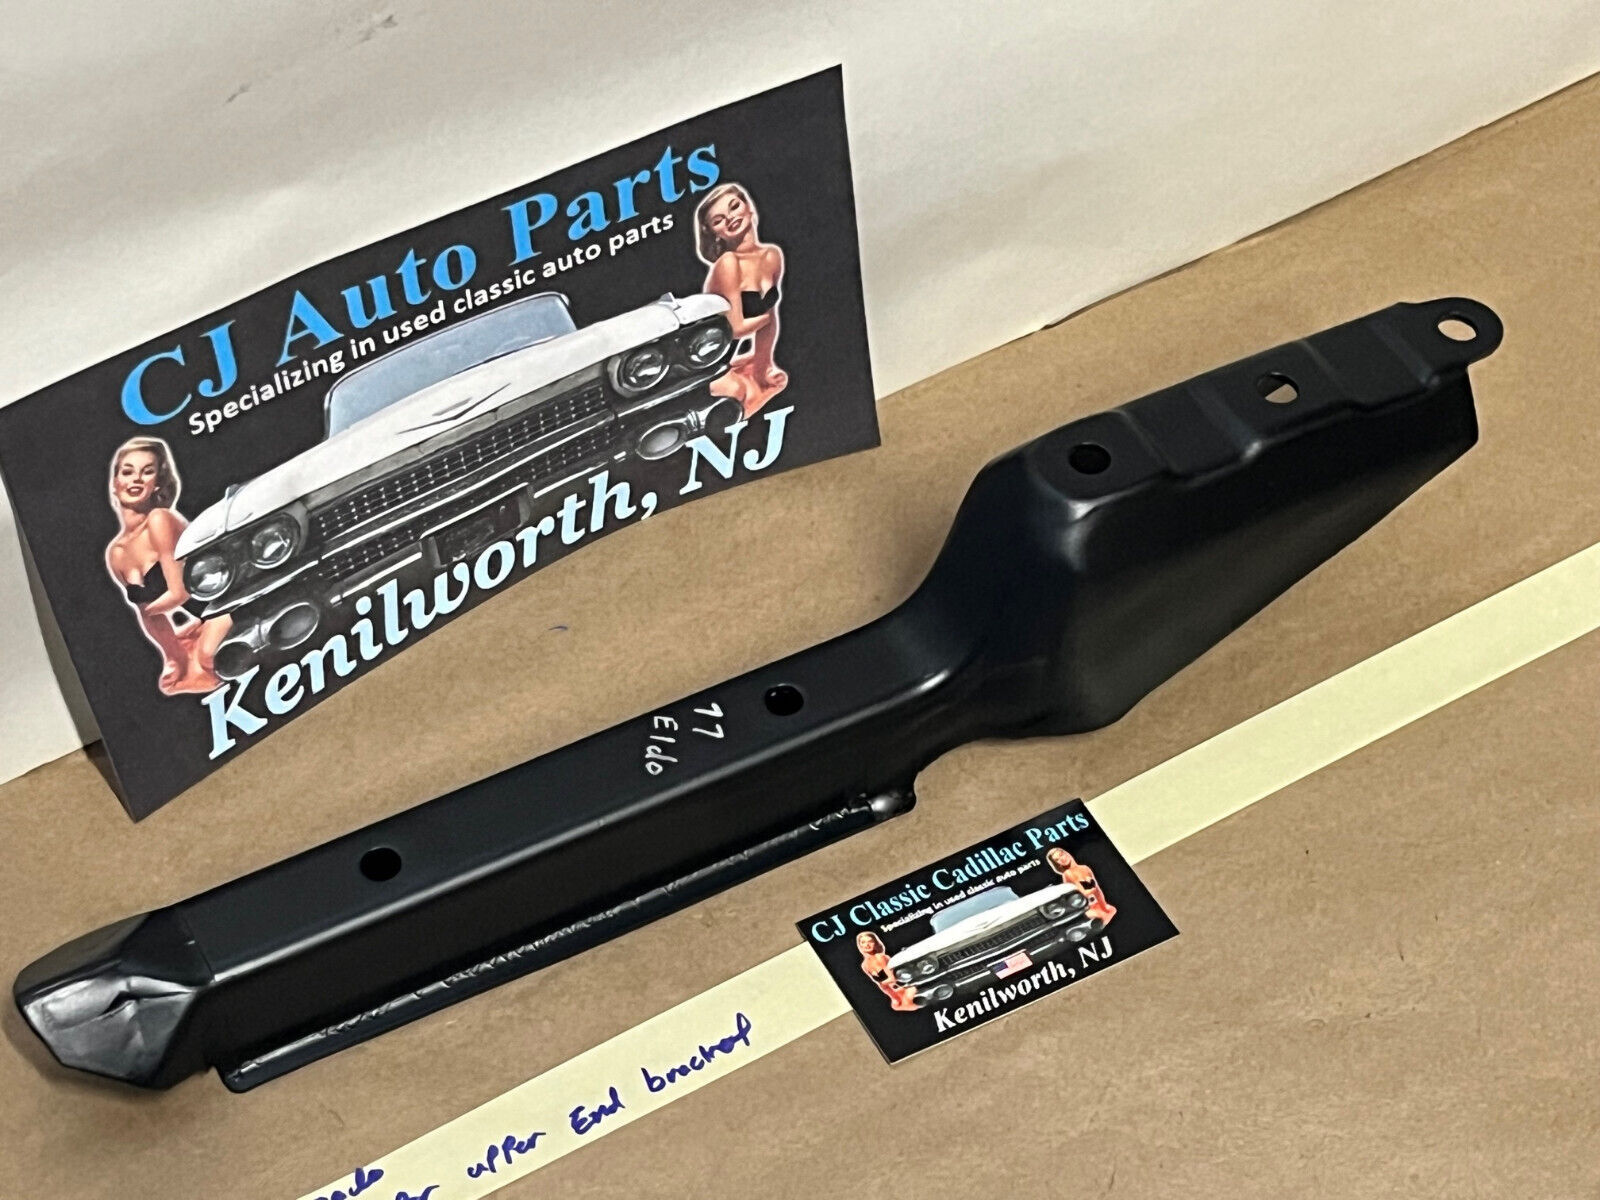 CJ Auto Parts
Specializing in used classic auto parts
Kenilworth, NJ
77
Eldo
CJ Classic Cadillac Parts
Specializing in used classic auto parts
Kenilworth, NJ
upper End bracket